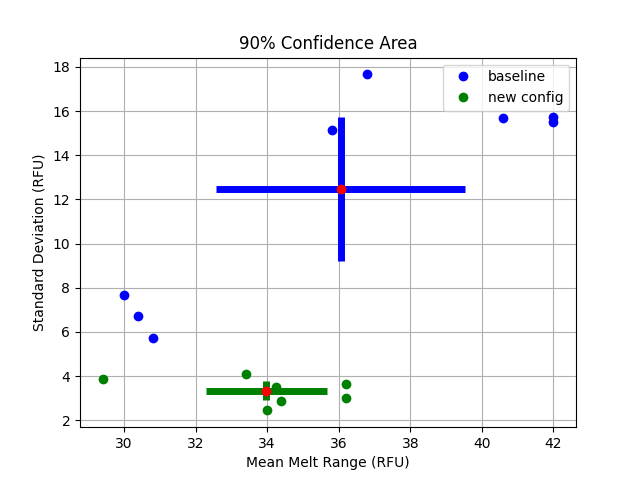 90% Confidence Area
baseline
new config
18
16
14
12
10
8
6
4
2
Standard Deviation (RFU)
30 32 34 36 38 40 42
Mean Melt Range (RFU)